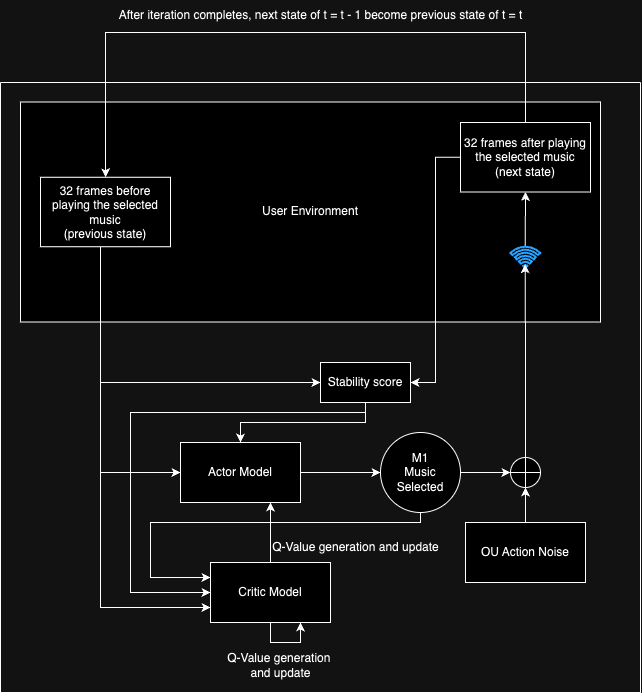 After iteration completes, next state of t = t - 1 become previous state of t = t
32 frames after playing
the selected music
(next state)
32 frames before
playing the selected
music
(previous state)
User Environment
Stability score
Actor Model
M1
Music
Selected
OU Action Noise
Q-Value generation and update
Critic Model
Q-Value generation
and update